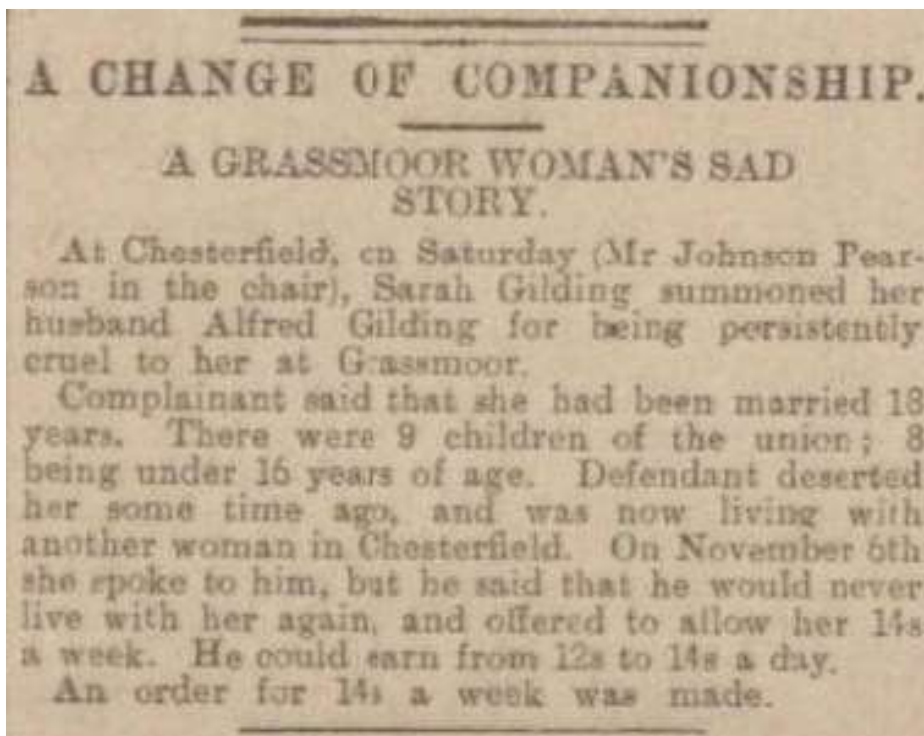 A CHANGE OF COMPANIONSHIP.
A GRASSMOOR WOMAN'S SAD
STORY.
At Chesterfield, on Saturday (Mr Johnson Pear-
son in the chair), Sarah Gilding summoned her
husband Alfred Gilding for being persistently
cruel to her at Grassmoor.
Complainant said that she had been married 18
years. There were 9 children of the union; 8
being under 16 years of age. Defendant deserted
her some time ago, and was now living with
another woman in Chesterfield. On November 6th
she spoke to him, but he said that he would never
live with her again, and offered to allow her 14s
a week. He could earn from 12s to 14s a day.
An order for 14s a week was made.